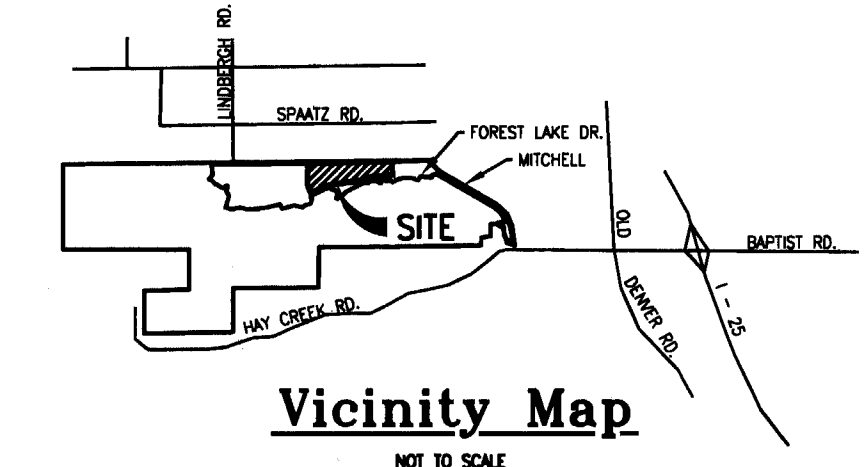 LINDBERGH RD.
SPAATZ RD.
FOREST LAKE DR.
MITCHELL
SITE
OLD
DENVER RD.
BAPTIST RD.
I - 25
HAY CREEK RD.
Vicinity Map
NOT TO SCALE